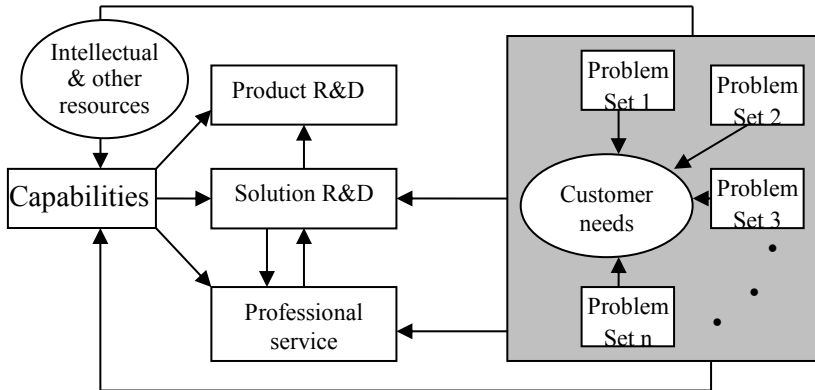 Intellectual
& other
resources
Product R&D
Capabilities
Solution R&D
Professional
service
Problem
Set 1
Problem
Set 2
Customer
needs
Problem
Set 3
Problem
Set n